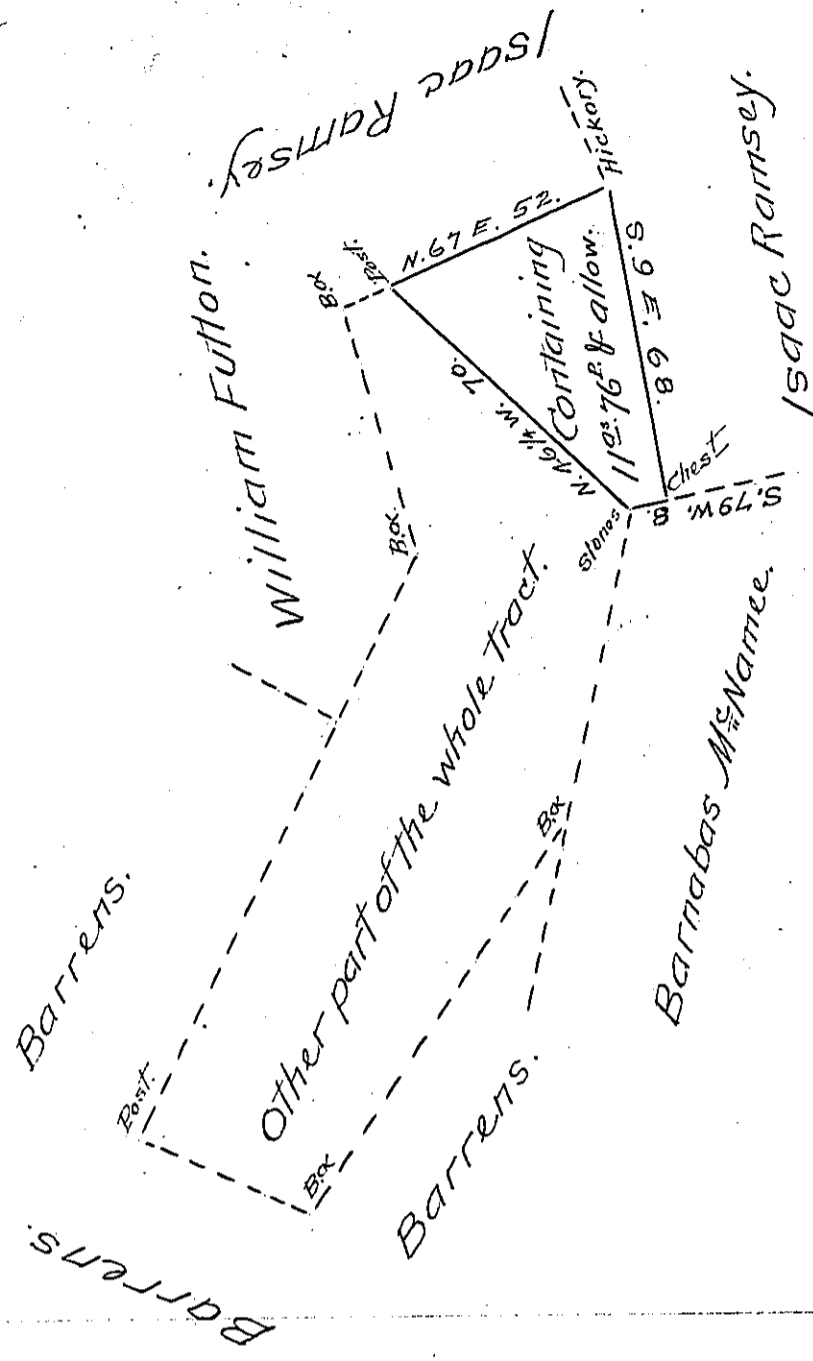 Isaac Ramsey.
William Fulton.
B.O.
Post.
N. 67 E. 52.
Hickory.
N. 46¼ W. 70.
Containing
11as. 76P. & allow.
S. 9 E. 68.
Isaac Ramsey.
B.O.
Stones
8.
Chest
S. 79 W.
Barrens.
Other part of the whole tract.
B.O.
Barnabas McNamee.
Post.
B.O.
Barrens.
Barrens.